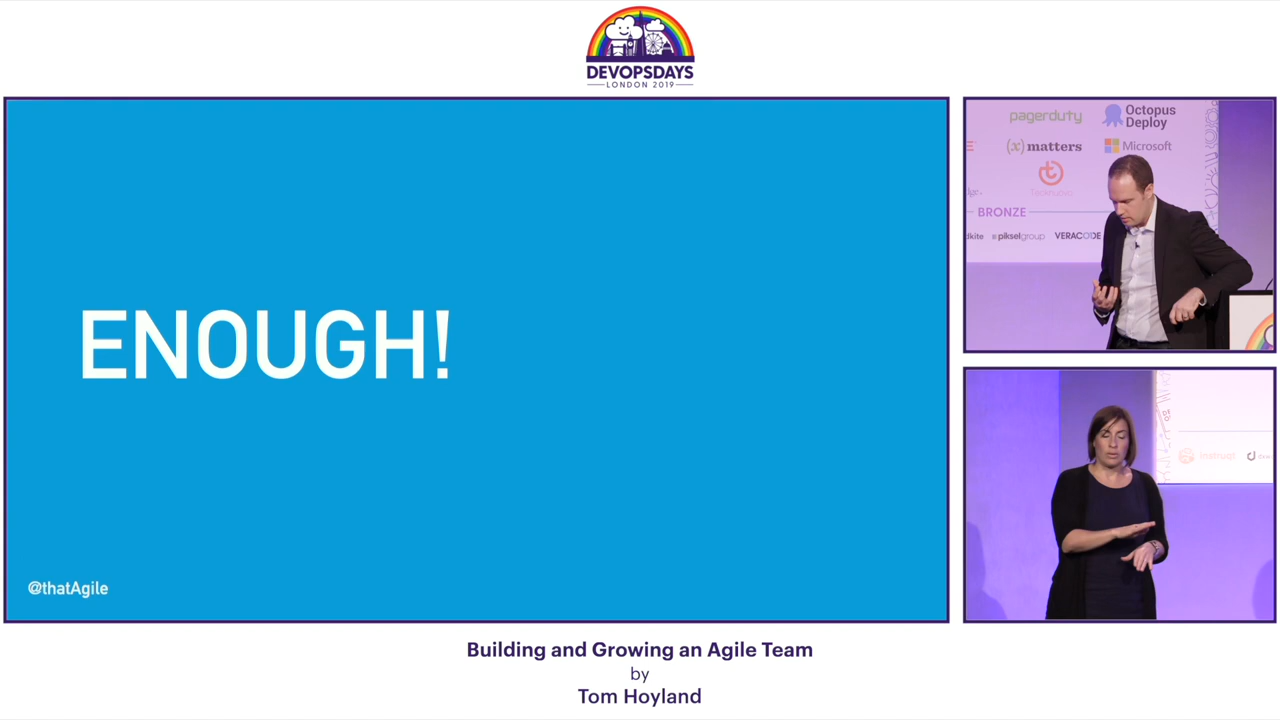 DEVOPSDAYS
LONDON 2019
ENOUGH!
@thatAgile
pagerduty
Octopus
Deploy
(x) matters
Microsoft
BRONZE
piksel group
VERACODE
Building and Growing an Agile Team
by
Tom Hoyland